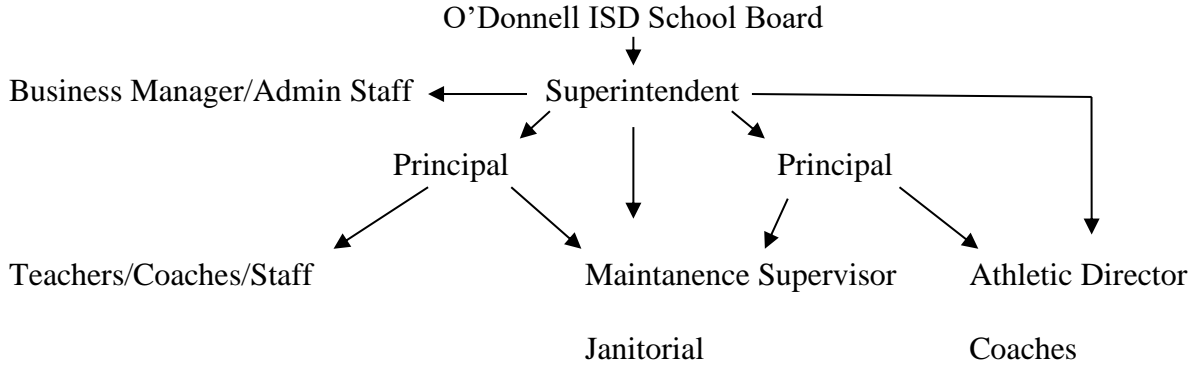 O’Donnell ISD School Board
Business Manager/Admin Staff Superintendent
Principal Principal
Teachers/Coaches/Staff Maintanence Supervisor Athletic Director
Janitorial Coaches